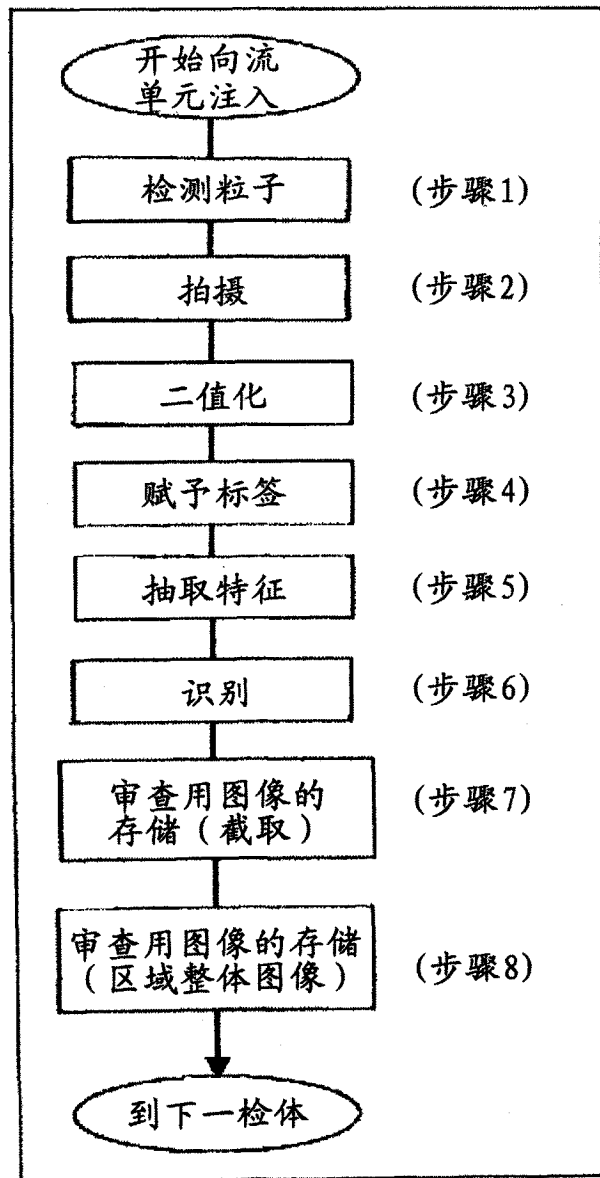 开始向流
单元注入
检测粒子
(步骤1)
拍摄
(步骤2)
二值化
(步骤3)
赋予标签
(步骤4)
抽取特征
(步骤5)
识别
(步骤6)
审查用图像的
存储(截取)
(步骤7)
审查用图像的存储
(区域整体图像)
(步骤8)
到下一检体